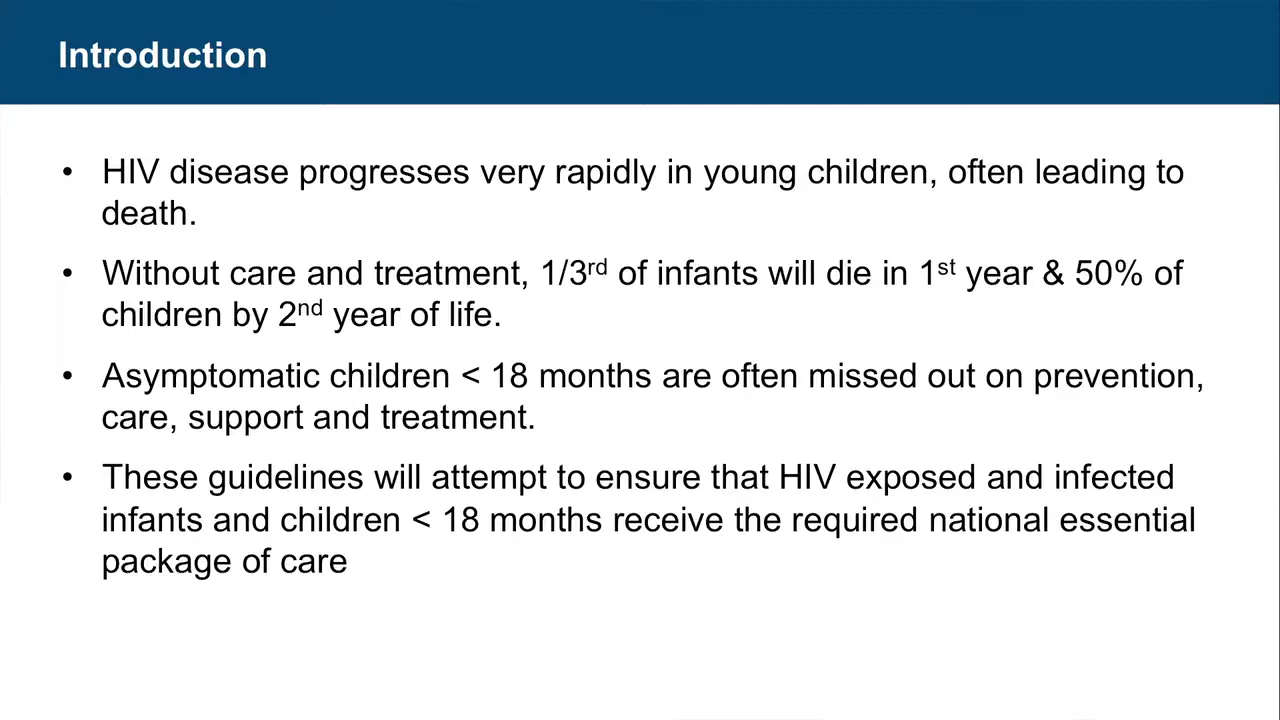 Introduction
• HIV disease progresses very rapidly in young children, often leading to
death.
• Without care and treatment, 1/3rd of infants will die in 1st year & 50% of
children by 2nd year of life.
• Asymptomatic children < 18 months are often missed out on prevention,
care, support and treatment.
• These guidelines will attempt to ensure that HIV exposed and infected
infants and children < 18 months receive the required national essential
package of care